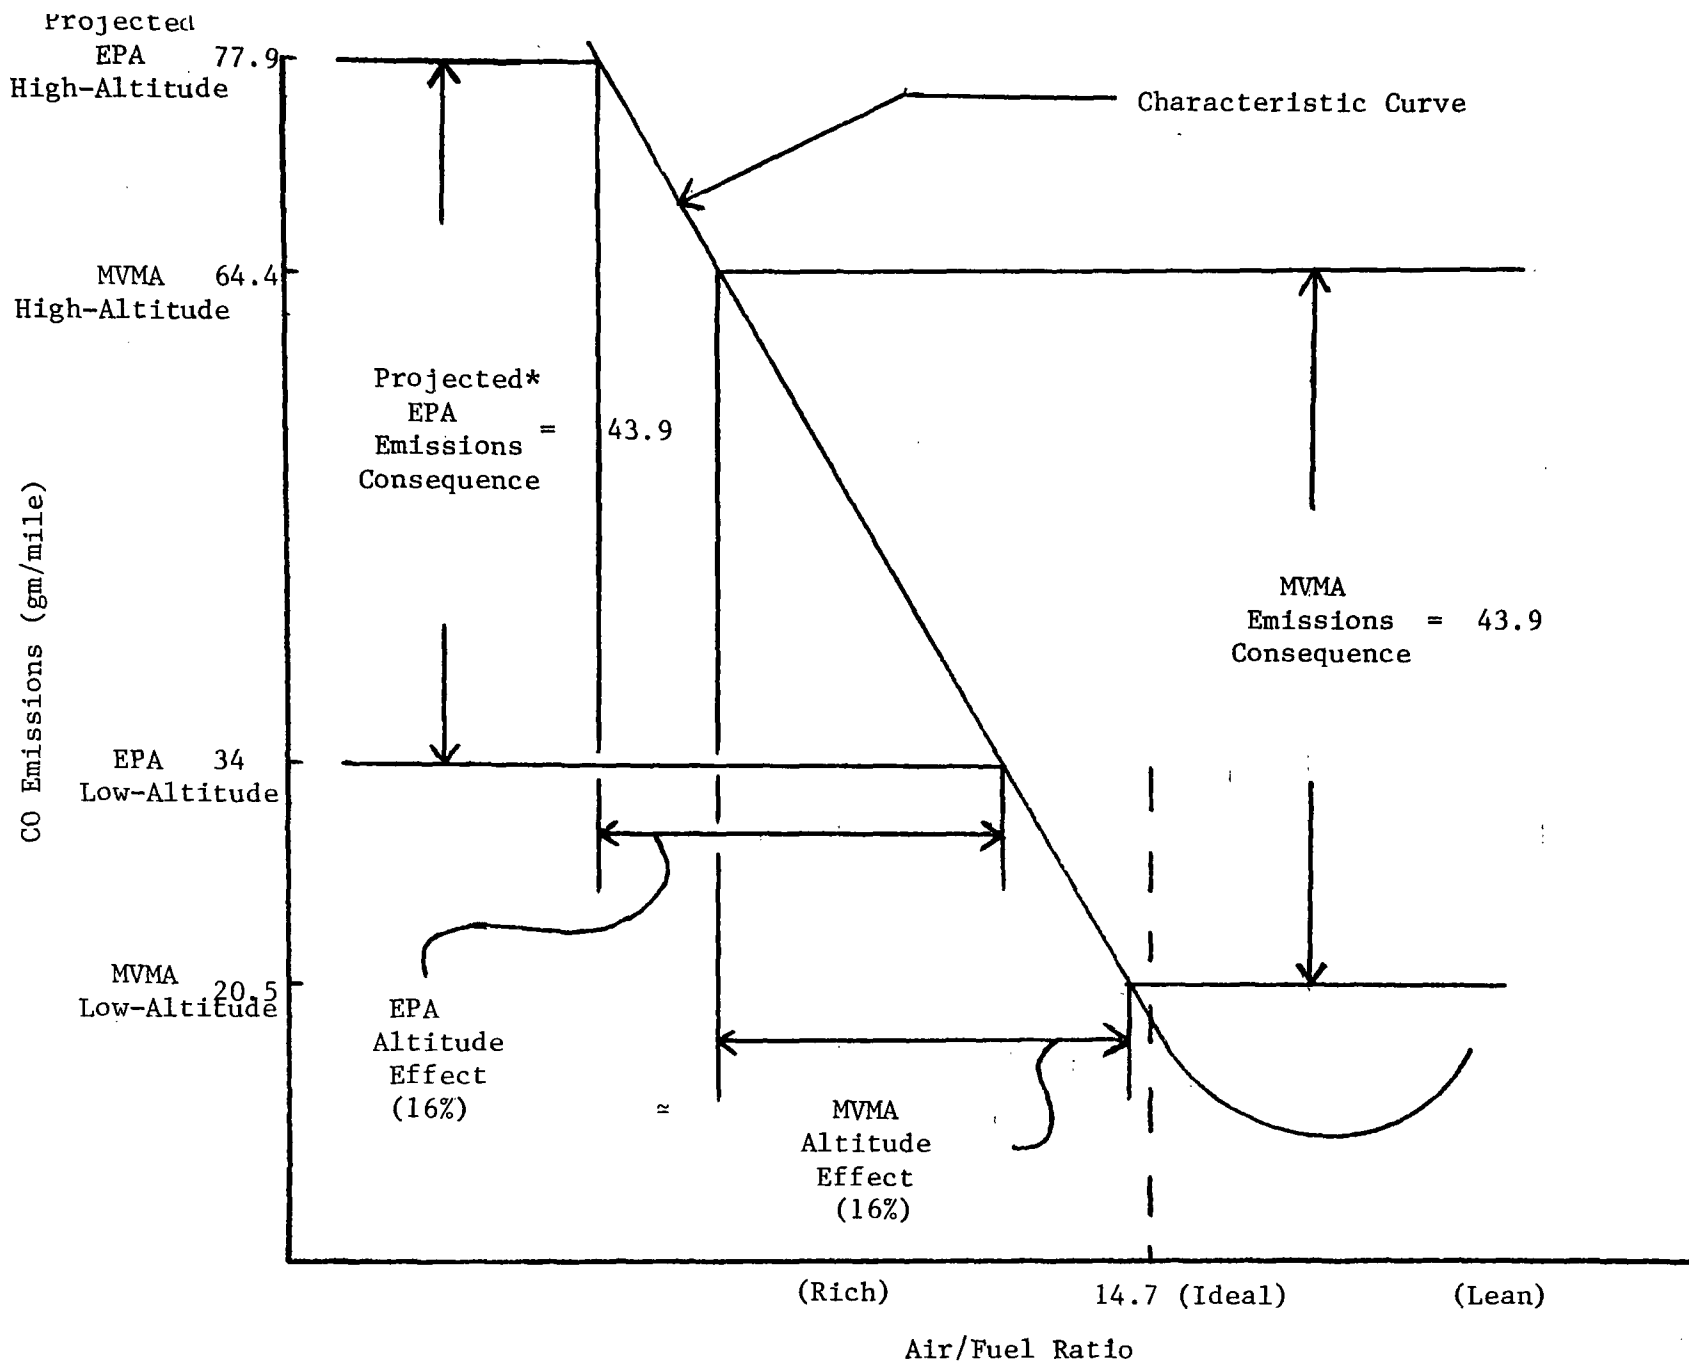 Projected
EPA 77.9
High-Altitude
Characteristic Curve
MVMA 64.4
High-Altitude
Projected*
EPA
Emissions = 43.9
Consequence
CO Emissions (gm/mile)
MVMA
Emissions = 43.9
Consequence
EPA 34
Low-Altitude
MVMA
Low-Altitude 20.5
EPA
Altitude
Effect
(16%)
≃
MVMA
Altitude
Effect
(16%)
(Rich) 14.7 (Ideal) (Lean)
Air/Fuel Ratio